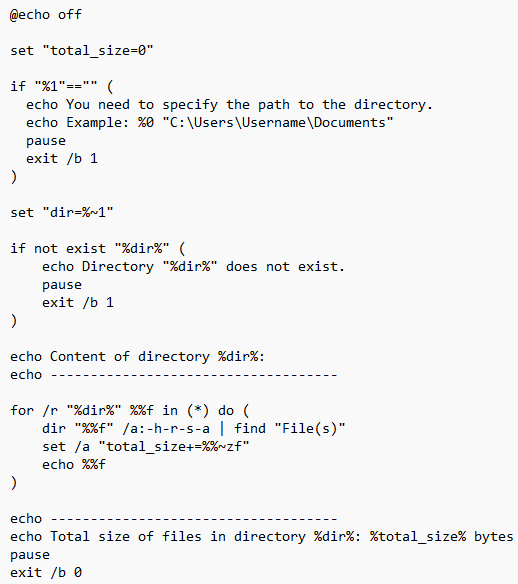 @echo off

set "total_size=0"

if "%1"=="" (
  echo You need to specify the path to the directory.
  echo Example: %0 "C:\Users\Username\Documents"
  pause
  exit /b 1
)

set "dir=%~1"

if not exist "%dir%" (
    echo Directory "%dir%" does not exist.
    pause
    exit /b 1
)

echo Content of directory %dir%:
echo ------------------------------------

for /r "%dir%" %%f in (*) do (
    dir "%%f" /a:-h-r-s-a | find "File(s)"
    set /a "total_size+=%%~zf"
    echo %%f
)

echo ------------------------------------
echo Total size of files in directory %dir%: %total_size% bytes
pause
exit /b 0